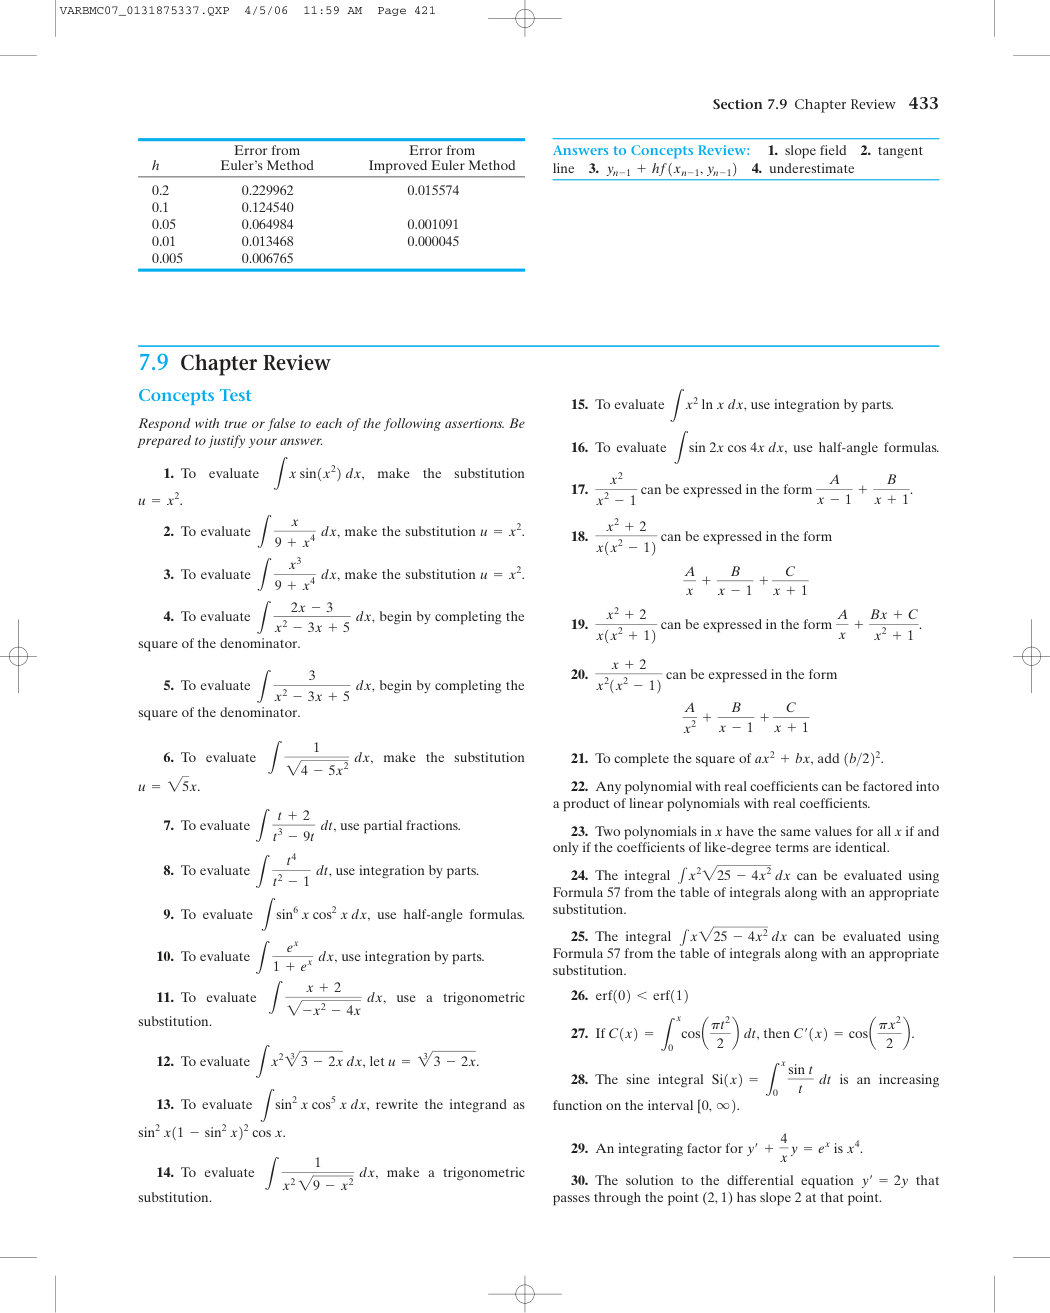 VARBMC07_0131875337.QXP 4/5/06 11:59 AM Page 421
Section 7.9 Chapter Review 433
Error from Error from
h Euler's Method Improved Euler Method
0.2 0.229962 0.015574
0.1 0.124540
0.05 0.064984 0.001091
0.01 0.013468 0.000045
0.005 0.006765
Answers to Concepts Review: 1. slope field 2. tangent
line 3. yₙ₋₁ + hf(xₙ₋₁, yₙ₋₁) 4. underestimate
7.9 Chapter Review
Concepts Test
Respond with true or false to each of the following assertions. Be
prepared to justify your answer.
1. To evaluate ∫ x sin(x²) dx, make the substitution
u = x².
2. To evaluate ∫ x/(9 + x⁴) dx, make the substitution u = x².
3. To evaluate ∫ x³/(9 + x⁴) dx, make the substitution u = x².
4. To evaluate ∫ (2x − 3)/(x² − 3x + 5) dx, begin by completing the
square of the denominator.
5. To evaluate ∫ 3/(x² − 3x + 5) dx, begin by completing the
square of the denominator.
6. To evaluate ∫ 1/√(4 − 5x²) dx, make the substitution
u = √5x.
7. To evaluate ∫ (t + 2)/(t³ − 9t) dt, use partial fractions.
8. To evaluate ∫ t⁴/(t² − 1) dt, use integration by parts.
9. To evaluate ∫ sin⁶ x cos² x dx, use half-angle formulas.
10. To evaluate ∫ eˣ/(1 + eˣ) dx, use integration by parts.
11. To evaluate ∫ (x + 2)/√(−x² − 4x) dx, use a trigonometric
substitution.
12. To evaluate ∫ x² ∛(3 − 2x) dx, let u = ∛(3 − 2x).
13. To evaluate ∫ sin² x cos⁵ x dx, rewrite the integrand as
sin² x(1 − sin² x)² cos x.
14. To evaluate ∫ 1/(x²√(9 − x²)) dx, make a trigonometric
substitution.
15. To evaluate ∫ x² ln x dx, use integration by parts.
16. To evaluate ∫ sin 2x cos 4x dx, use half-angle formulas.
17. x²/(x² − 1) can be expressed in the form A/(x − 1) + B/(x + 1).
18. (x² + 2)/(x(x² − 1)) can be expressed in the form
A/x + B/(x − 1) + C/(x + 1)
19. (x² + 2)/(x(x² + 1)) can be expressed in the form A/x + (Bx + C)/(x² + 1).
20. (x + 2)/(x²(x² − 1)) can be expressed in the form
A/x² + B/(x − 1) + C/(x + 1)
21. To complete the square of ax² + bx, add (b/2)².
22. Any polynomial with real coefficients can be factored into
a product of linear polynomials with real coefficients.
23. Two polynomials in x have the same values for all x if and
only if the coefficients of like-degree terms are identical.
24. The integral ∫ x²√(25 − 4x²) dx can be evaluated using
Formula 57 from the table of integrals along with an appropriate
substitution.
25. The integral ∫ x√(25 − 4x²) dx can be evaluated using
Formula 57 from the table of integrals along with an appropriate
substitution.
26. erf(0) < erf(1)
27. If C(x) = ∫₀ˣ cos(πt²/2) dt, then C′(x) = cos(πx²/2).
28. The sine integral Si(x) = ∫₀ˣ (sin t)/t dt is an increasing
function on the interval [0, ∞).
29. An integrating factor for y′ + (4/x)y = eˣ is x⁴.
30. The solution to the differential equation y′ = 2y that
passes through the point (2, 1) has slope 2 at that point.